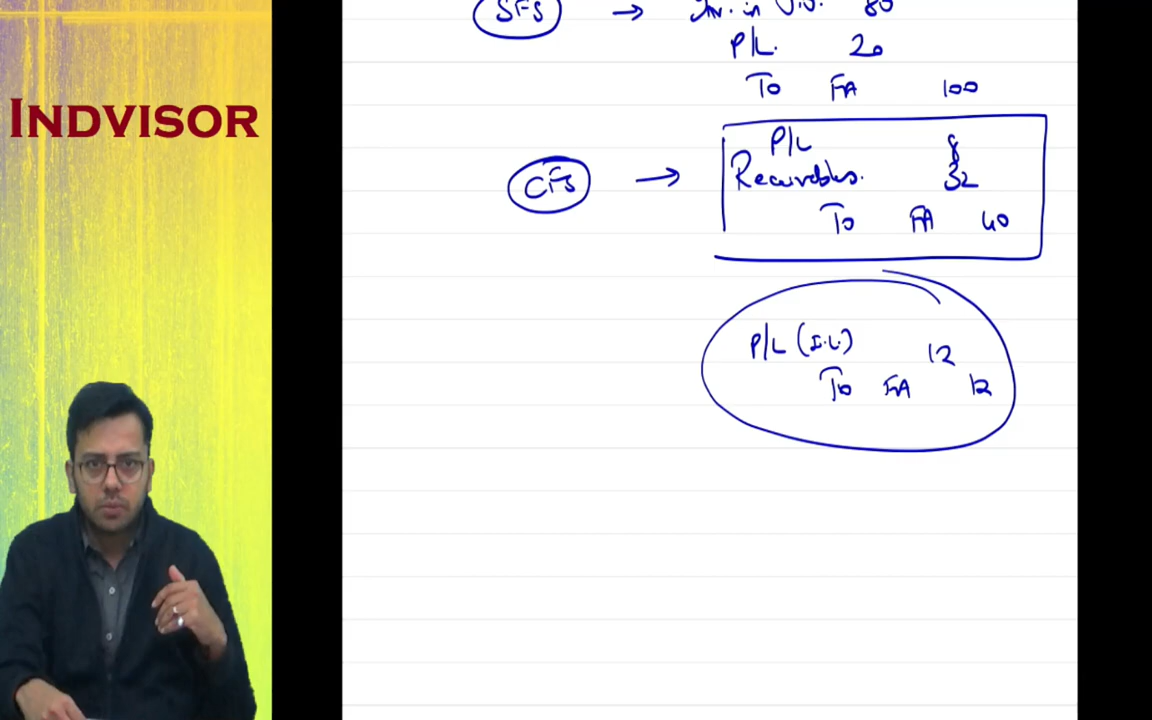 INDVISOR
SFS → Inv. in J.V. 80
P/L. 20
To FA 100
P/L 8
CFS → Receivables. 32
To FA 40
P/L (I.L) 12
To FA 12